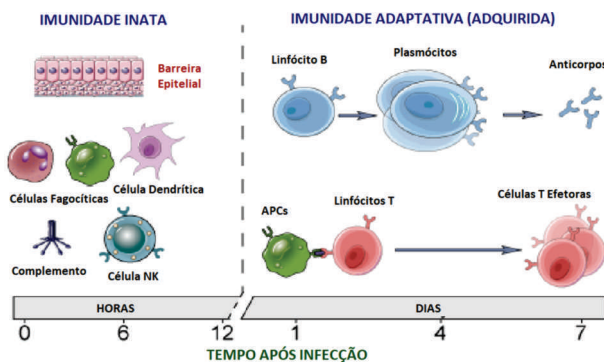 IMUNIDADE INATA
IMUNIDADE ADAPTATIVA (ADQUIRIDA)
Barreira
Epitelial
Células Fagocíticas
Célula Dendrítica
Complemento
Célula NK
Linfócito B
Plasmócitos
Anticorpos
APCs
Linfócitos T
Células T Efetoras
HORAS
DIAS
0 6 12 1 4 7
TEMPO APÓS INFECÇÃO